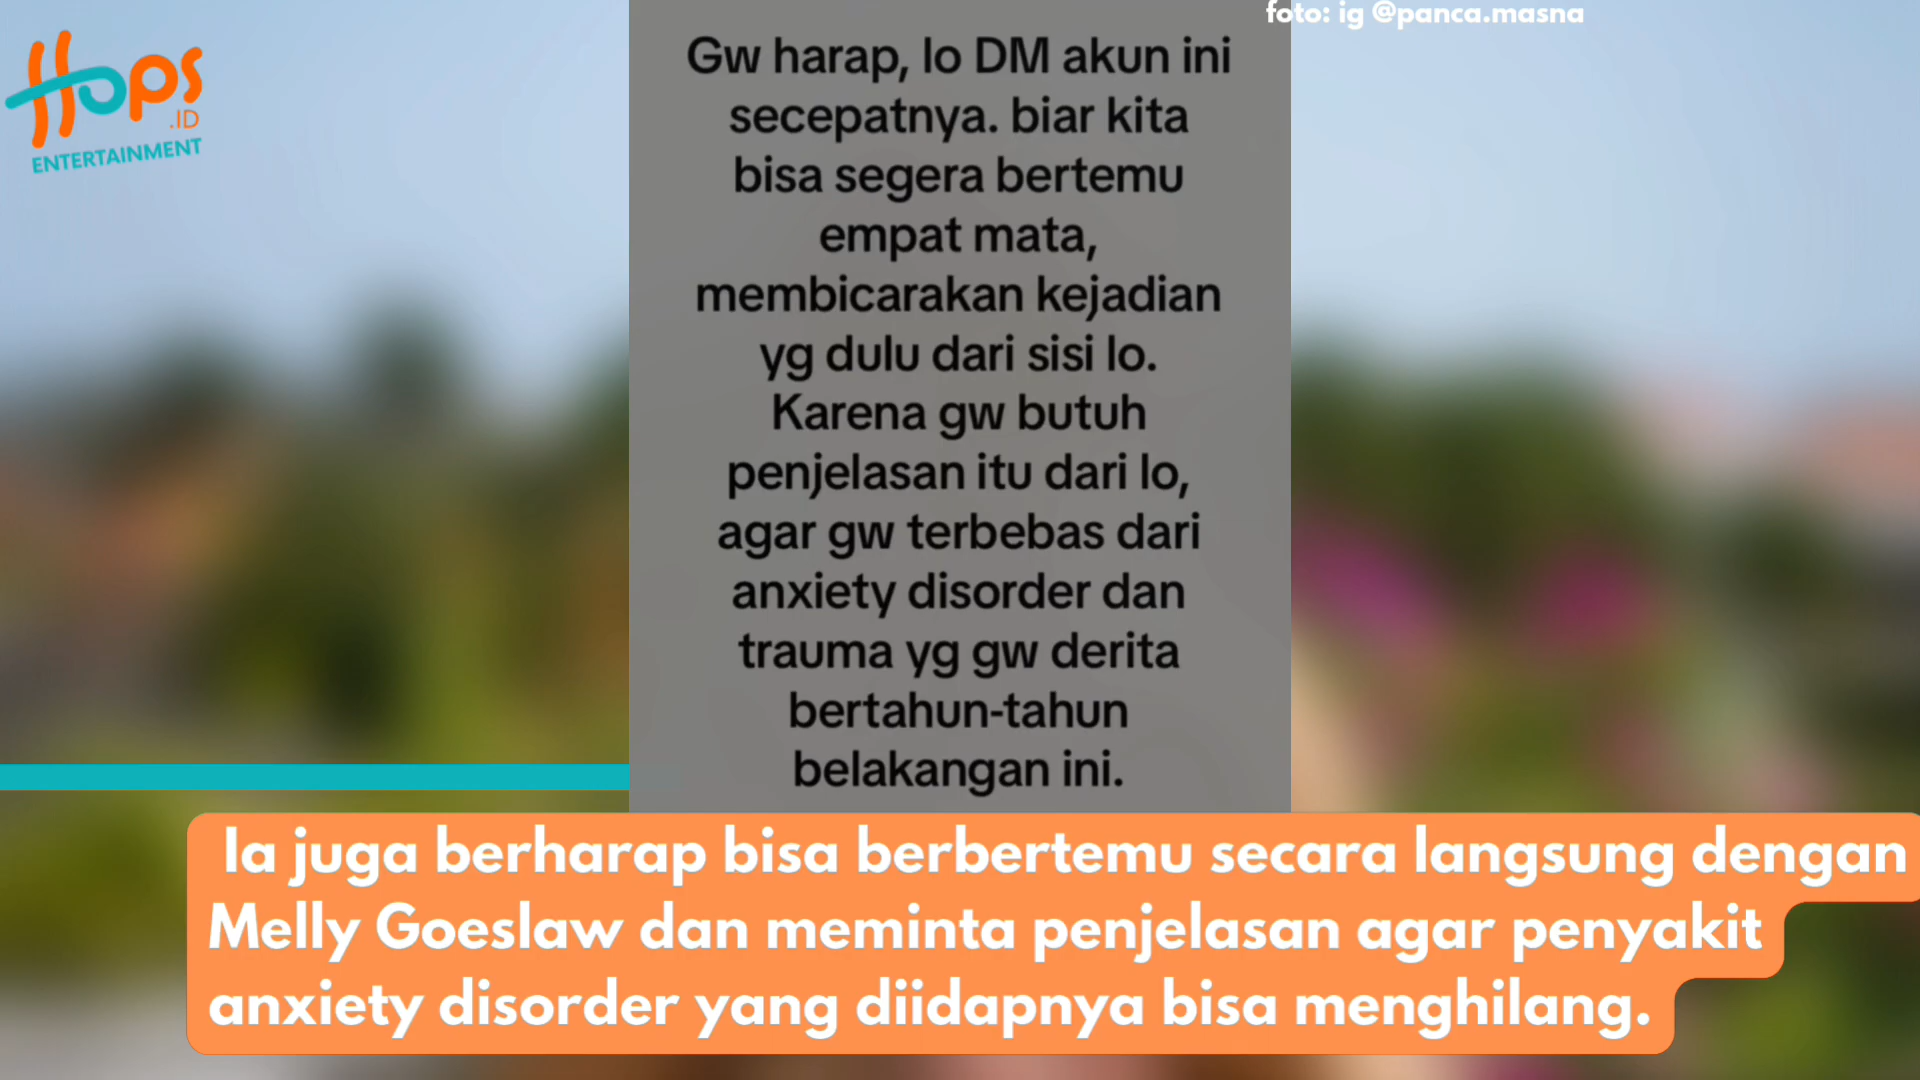 foto: ig @panca.masna
Hops
.ID
ENTERTAINMENT
Gw harap, lo DM akun ini
secepatnya. biar kita
bisa segera bertemu
empat mata,
membicarakan kejadian
yg dulu dari sisi lo.
Karena gw butuh
penjelasan itu dari lo,
agar gw terbebas dari
anxiety disorder dan
trauma yg gw derita
bertahun-tahun
belakangan ini.
Ia juga berharap bisa berbertemu secara langsung dengan
Melly Goeslaw dan meminta penjelasan agar penyakit
anxiety disorder yang diidapnya bisa menghilang.